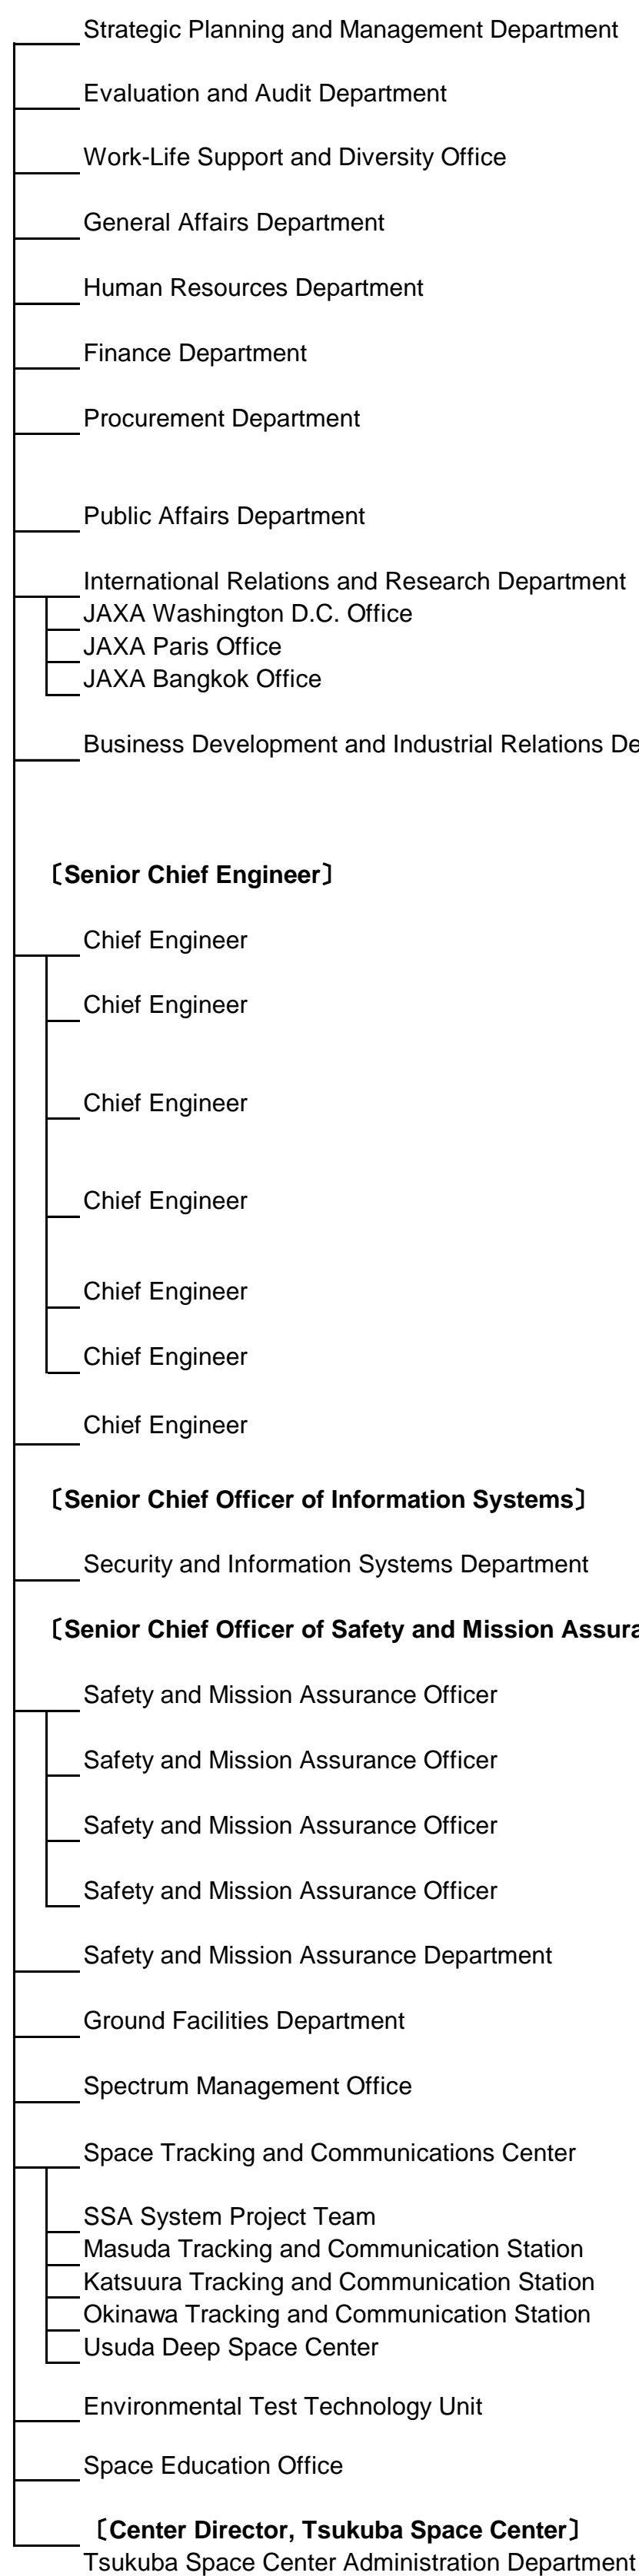 Strategic Planning and Management Department
Evaluation and Audit Department
Work-Life Support and Diversity Office
General Affairs Department
Human Resources Department
Finance Department
Procurement Department
Public Affairs Department
International Relations and Research Department
JAXA Washington D.C. Office
JAXA Paris Office
JAXA Bangkok Office
Business Development and Industrial Relations
〔Senior Chief Engineer〕
Chief Engineer
Chief Engineer
Chief Engineer
Chief Engineer
Chief Engineer
Chief Engineer
Chief Engineer
〔Senior Chief Officer of Information Systems〕
Security and Information Systems Department
〔Senior Chief Officer of Safety and Mission
Safety and Mission Assurance Officer
Safety and Mission Assurance Officer
Safety and Mission Assurance Officer
Safety and Mission Assurance Officer
Safety and Mission Assurance Department
Ground Facilities Department
Spectrum Management Office
Space Tracking and Communications Center
SSA System Project Team
Masuda Tracking and Communication Station
Katsuura Tracking and Communication Station
Okinawa Tracking and Communication Station
Usuda Deep Space Center
Environmental Test Technology Unit
Space Education Office
〔Center Director, Tsukuba Space Center〕
Tsukuba Space Center Administration Department